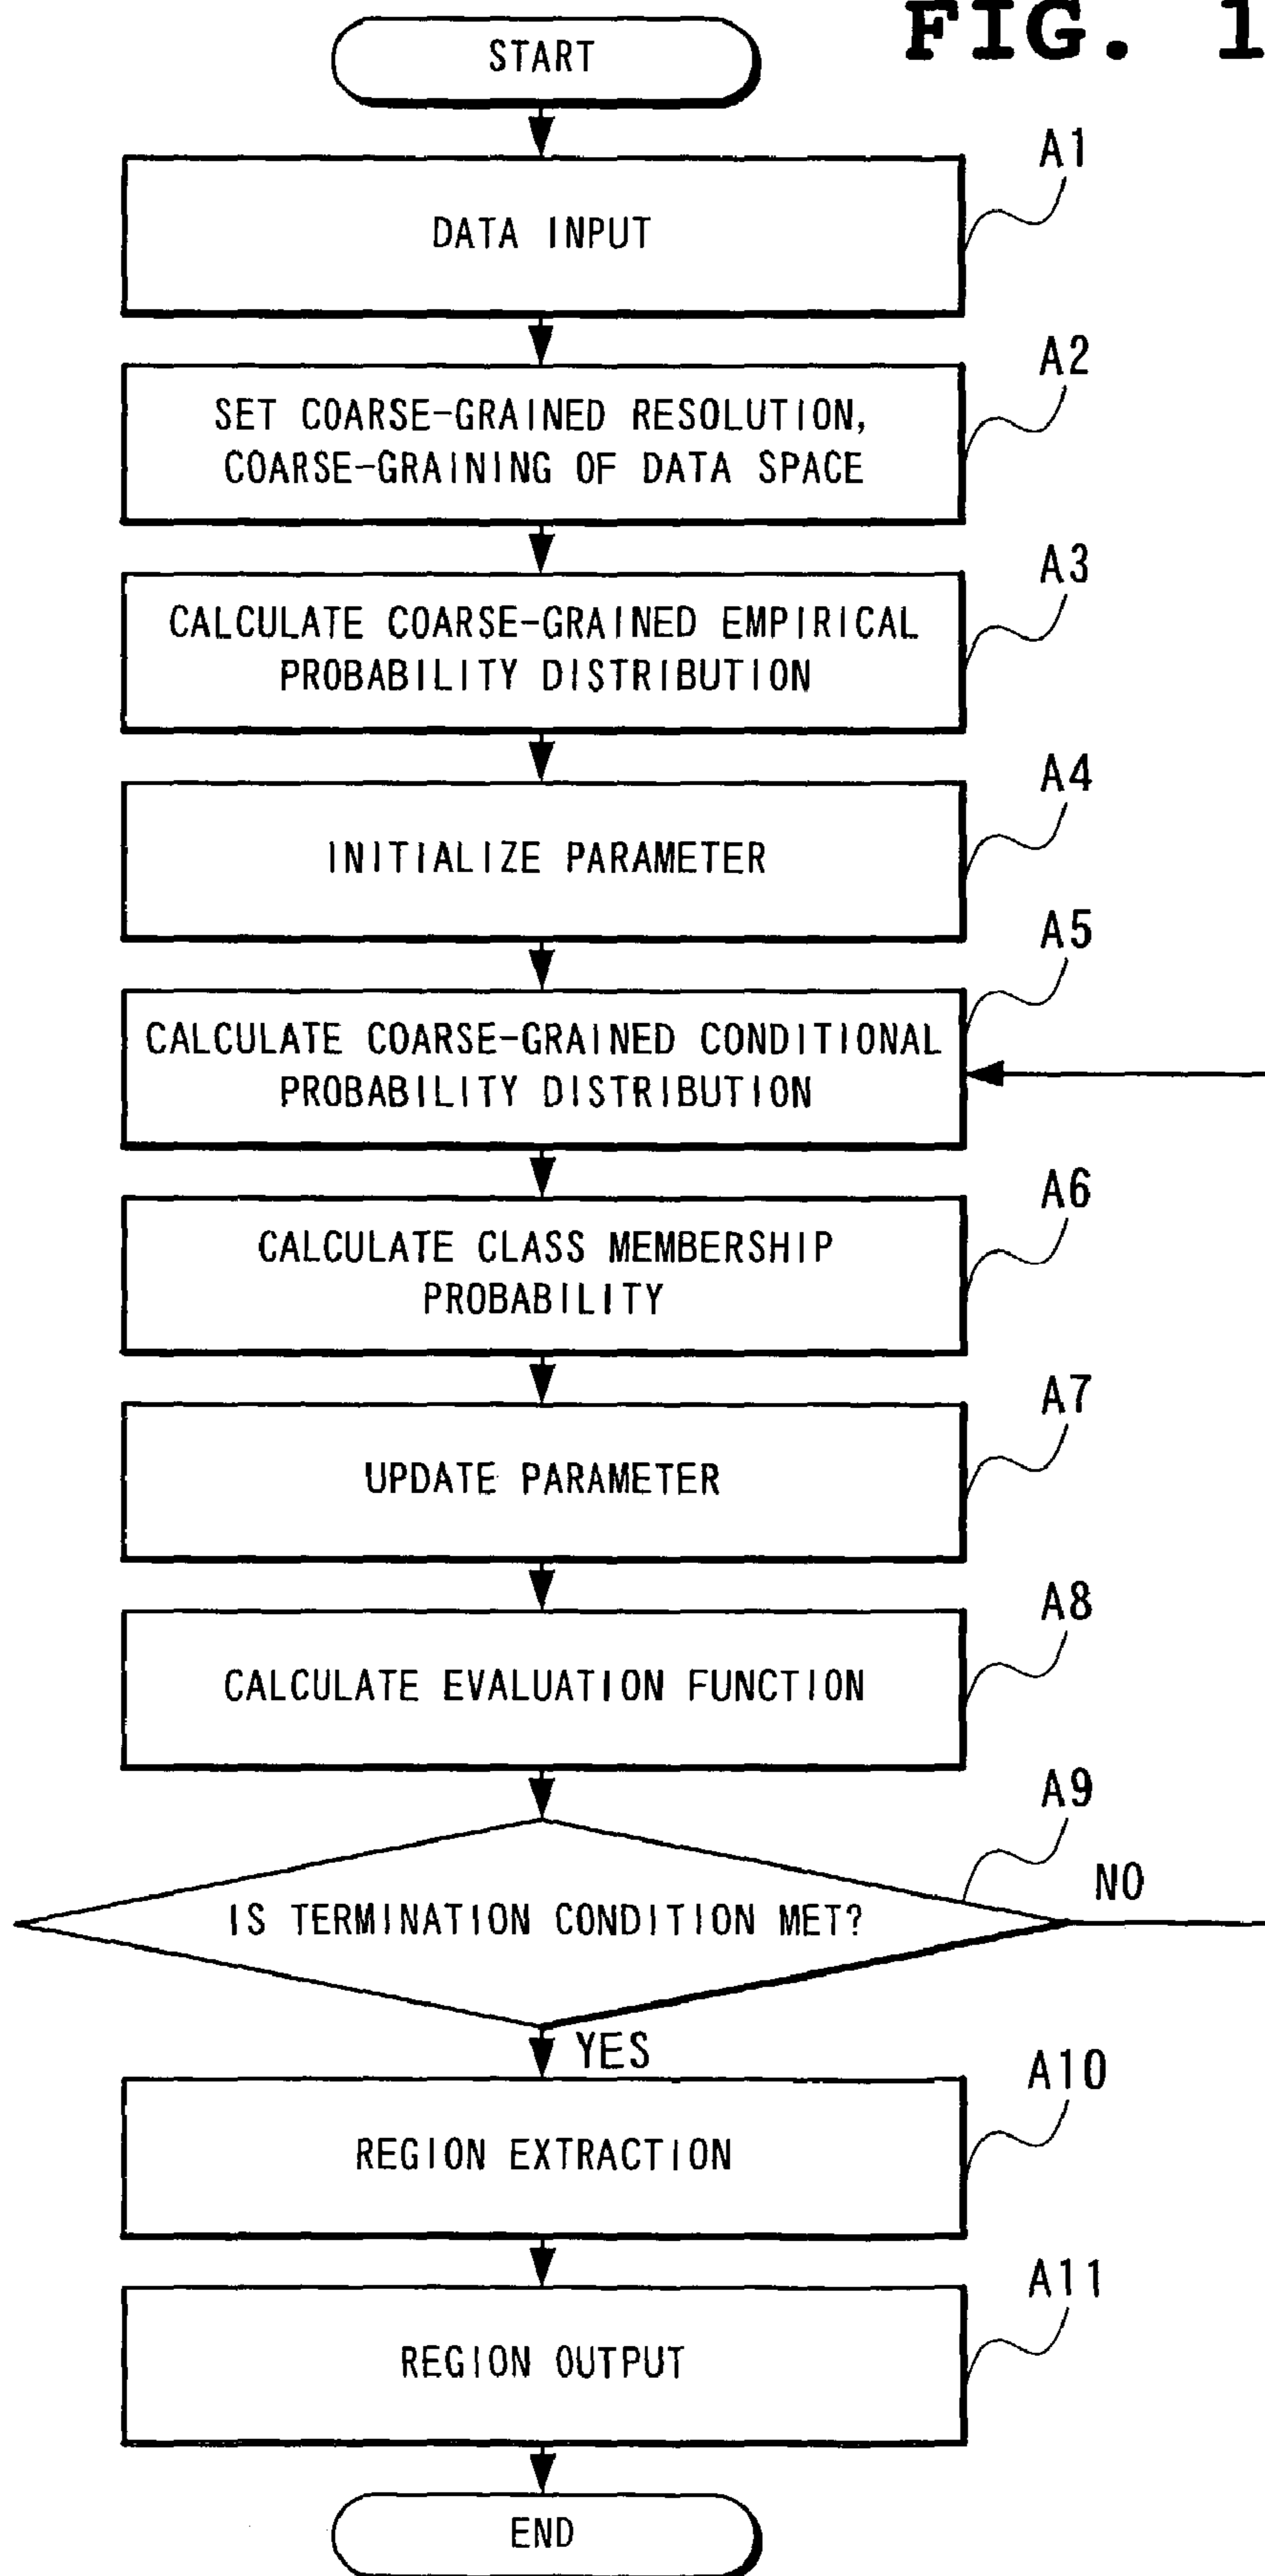 FIG. 1
START
A1
DATA INPUT
A2
SET COARSE-GRAINED RESOLUTION,
COARSE-GRAINING OF DATA SPACE
A3
CALCULATE COARSE-GRAINED EMPIRICAL
PROBABILITY DISTRIBUTION
A4
INITIALIZE PARAMETER
A5
CALCULATE COARSE-GRAINED CONDITIONAL
PROBABILITY DISTRIBUTION
A6
CALCULATE CLASS MEMBERSHIP
PROBABILITY
A7
UPDATE PARAMETER
A8
CALCULATE EVALUATION FUNCTION
A9
NO
IS TERMINATION CONDITION MET?
YES
A10
REGION EXTRACTION
A11
REGION OUTPUT
END